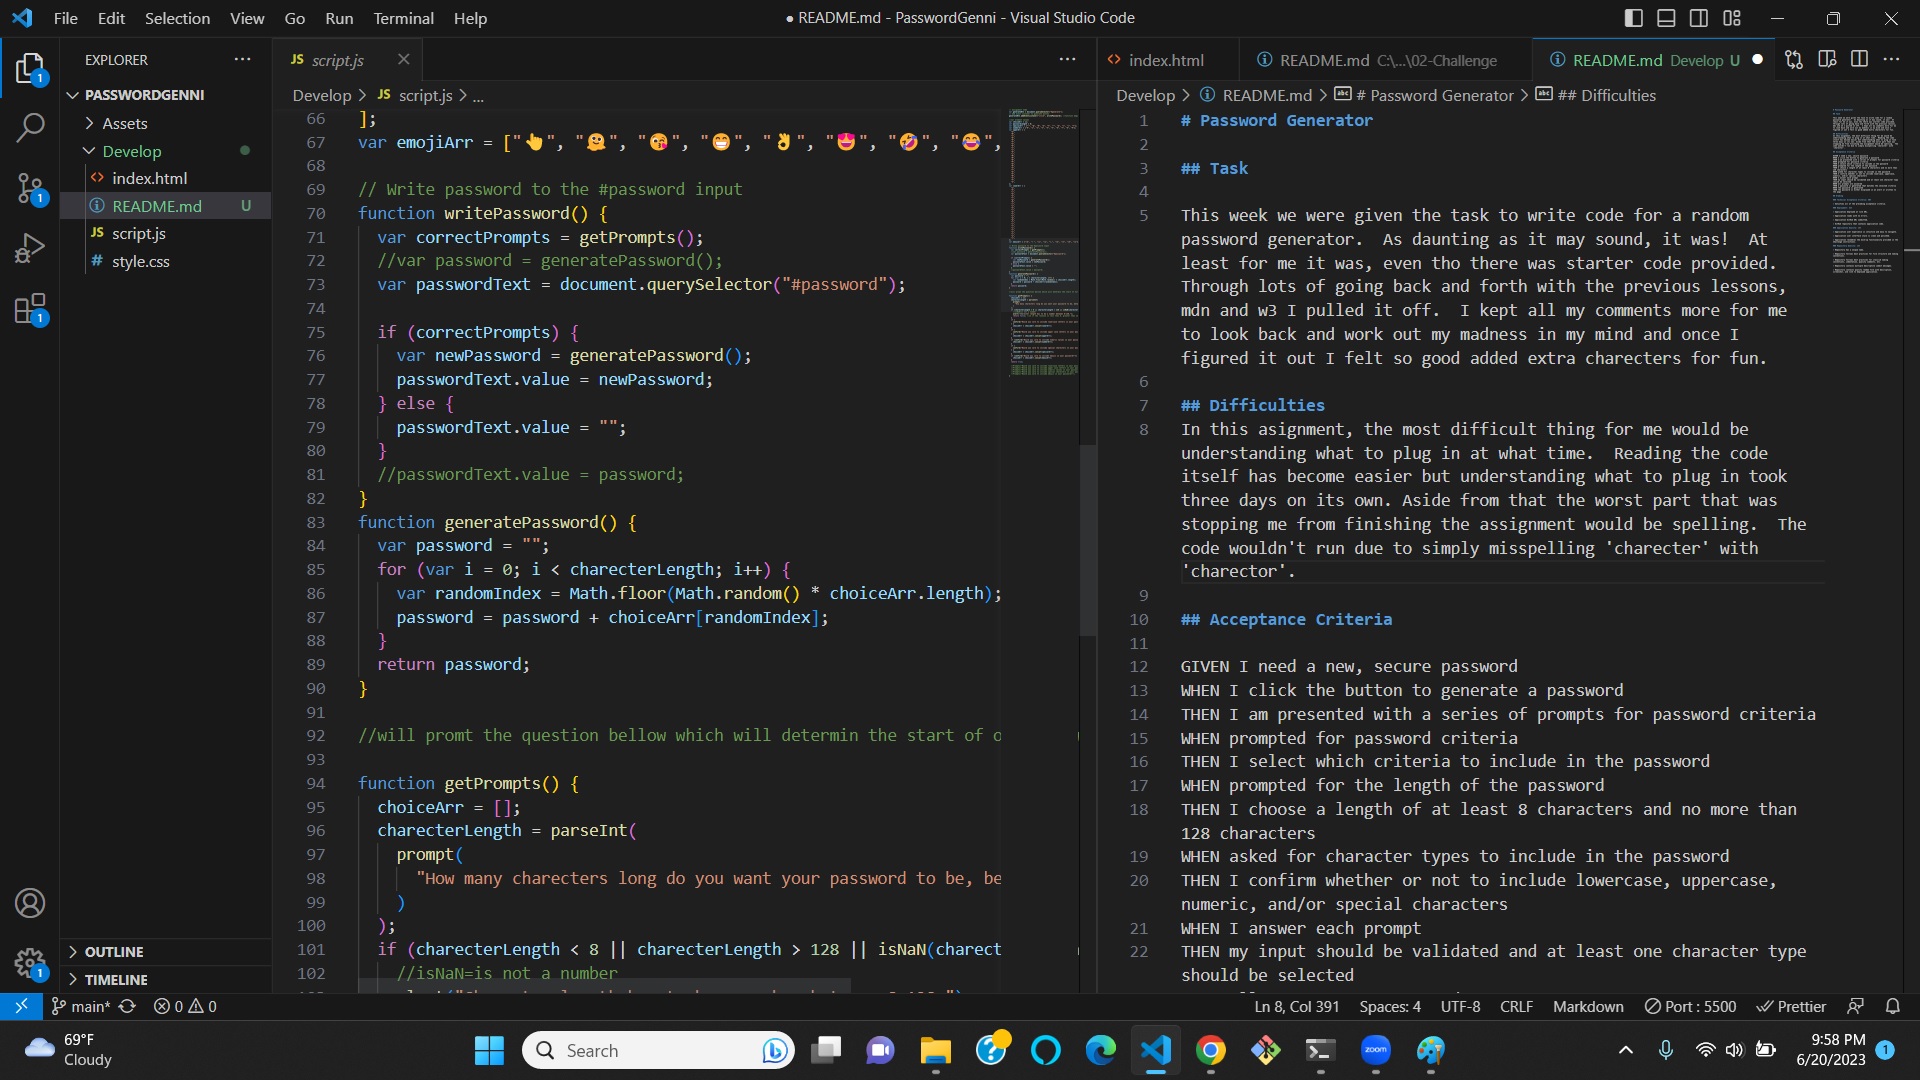 File Edit Selection View Go Run Terminal Help
● README.md - PasswordGenni - Visual Studio Code
EXPLORER
PASSWORDGENNI
Assets
Develop
index.html
README.md U
script.js
style.css
OUTLINE
TIMELINE
JS script.js
Develop > JS script.js > ...
66 ];
67 var emojiArr = ["👆", "🫠", "😘", "😁", "👌", "😍", "🤣", "😂",
68
69 // Write password to the #password input
70 function writePassword() {
71 var correctPrompts = getPrompts();
72 //var password = generatePassword();
73 var passwordText = document.querySelector("#password");
74
75 if (correctPrompts) {
76 var newPassword = generatePassword();
77 passwordText.value = newPassword;
78 } else {
79 passwordText.value = "";
80 }
81 //passwordText.value = password;
82 }
83 function generatePassword() {
84 var password = "";
85 for (var i = 0; i < charecterLength; i++) {
86 var randomIndex = Math.floor(Math.random() * choiceArr.length);
87 password = password + choiceArr[randomIndex];
88 }
89 return password;
90 }
91
92 //will promt the question bellow which will determin the start of o
93
94 function getPrompts() {
95 choiceArr = [];
96 charecterLength = parseInt(
97 prompt(
98 "How many charecters long do you want your password to be, be
99 )
100 );
101 if (charecterLength < 8 || charecterLength > 128 || isNaN(charect
102 //isNaN=is not a number
index.html
README.md C:\...\02-Challenge
README.md Develop U
Develop > README.md > # Password Generator > ## Difficulties
1 # Password Generator
2
3 ## Task
4
5 This week we were given the task to write code for a random
password generator.  As daunting as it may sound, it was!  At
least for me it was, even tho there was starter code provided.
Through lots of going back and forth with the previous lessons,
mdn and w3 I pulled it off.  I kept all my comments more for me
to look back and work out my madness in my mind and once I
figured it out I felt so good added extra charecters for fun.
6
7 ## Difficulties
8 In this asignment, the most difficult thing for me would be
understanding what to plug in at what time.  Reading the code
itself has become easier but understanding what to plug in took
three days on its own. Aside from that the worst part that was
stopping me from finishing the assignment would be spelling.  The
code wouldn't run due to simply misspelling 'charecter' with
'charector'.
9
10 ## Acceptance Criteria
11
12 GIVEN I need a new, secure password
13 WHEN I click the button to generate a password
14 THEN I am presented with a series of prompts for password criteria
15 WHEN prompted for password criteria
16 THEN I select which criteria to include in the password
17 WHEN prompted for the length of the password
18 THEN I choose a length of at least 8 characters and no more than
128 characters
19 WHEN asked for character types to include in the password
20 THEN I confirm whether or not to include lowercase, uppercase,
numeric, and/or special characters
21 WHEN I answer each prompt
22 THEN my input should be validated and at least one character type
should be selected
main* 0 0
Ln 8, Col 391 Spaces: 4 UTF-8 CRLF Markdown Port : 5500 Prettier
69°F
Cloudy
Search
zoom
9:58 PM
6/20/2023
1